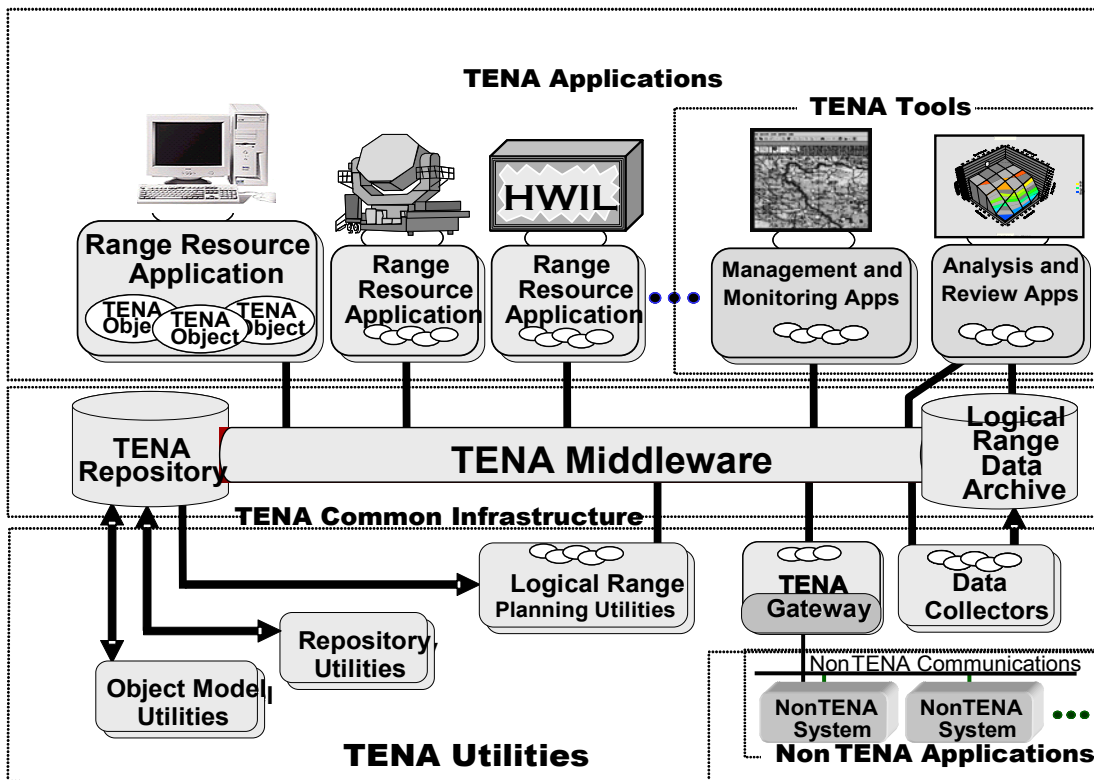 TENA Applications
TENA Tools
HWIL
Range Resource
Application
TENA
Object
TENA
Object
TENA
Object
Range
Resource
Application
Range
Resource
Application
Management and
Monitoring Apps
Analysis and
Review Apps
TENA
Repository
TENA Middleware
Logical
Range
Data
Archive
TENA Common Infrastructure
Logical Range
Planning Utilities
TENA
Gateway
Data
Collectors
Repository
Utilities
Object Model
Utilities
NonTENA Communications
NonTENA
System
NonTENA
System
TENA Utilities
Non TENA Applications